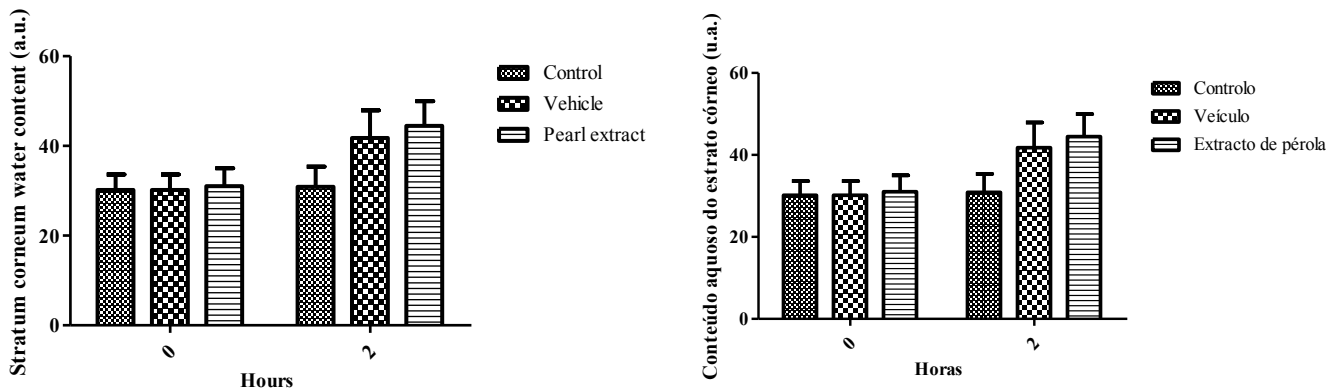 Stratum corneum water content (a.u.)
60
40
20
0
0
2
Hours
Control
Vehicle
Pearl extract
Conteúdo aquoso do estrato córneo (u.a.)
60
40
20
0
0
2
Horas
Controlo
Veículo
Extracto de pérola